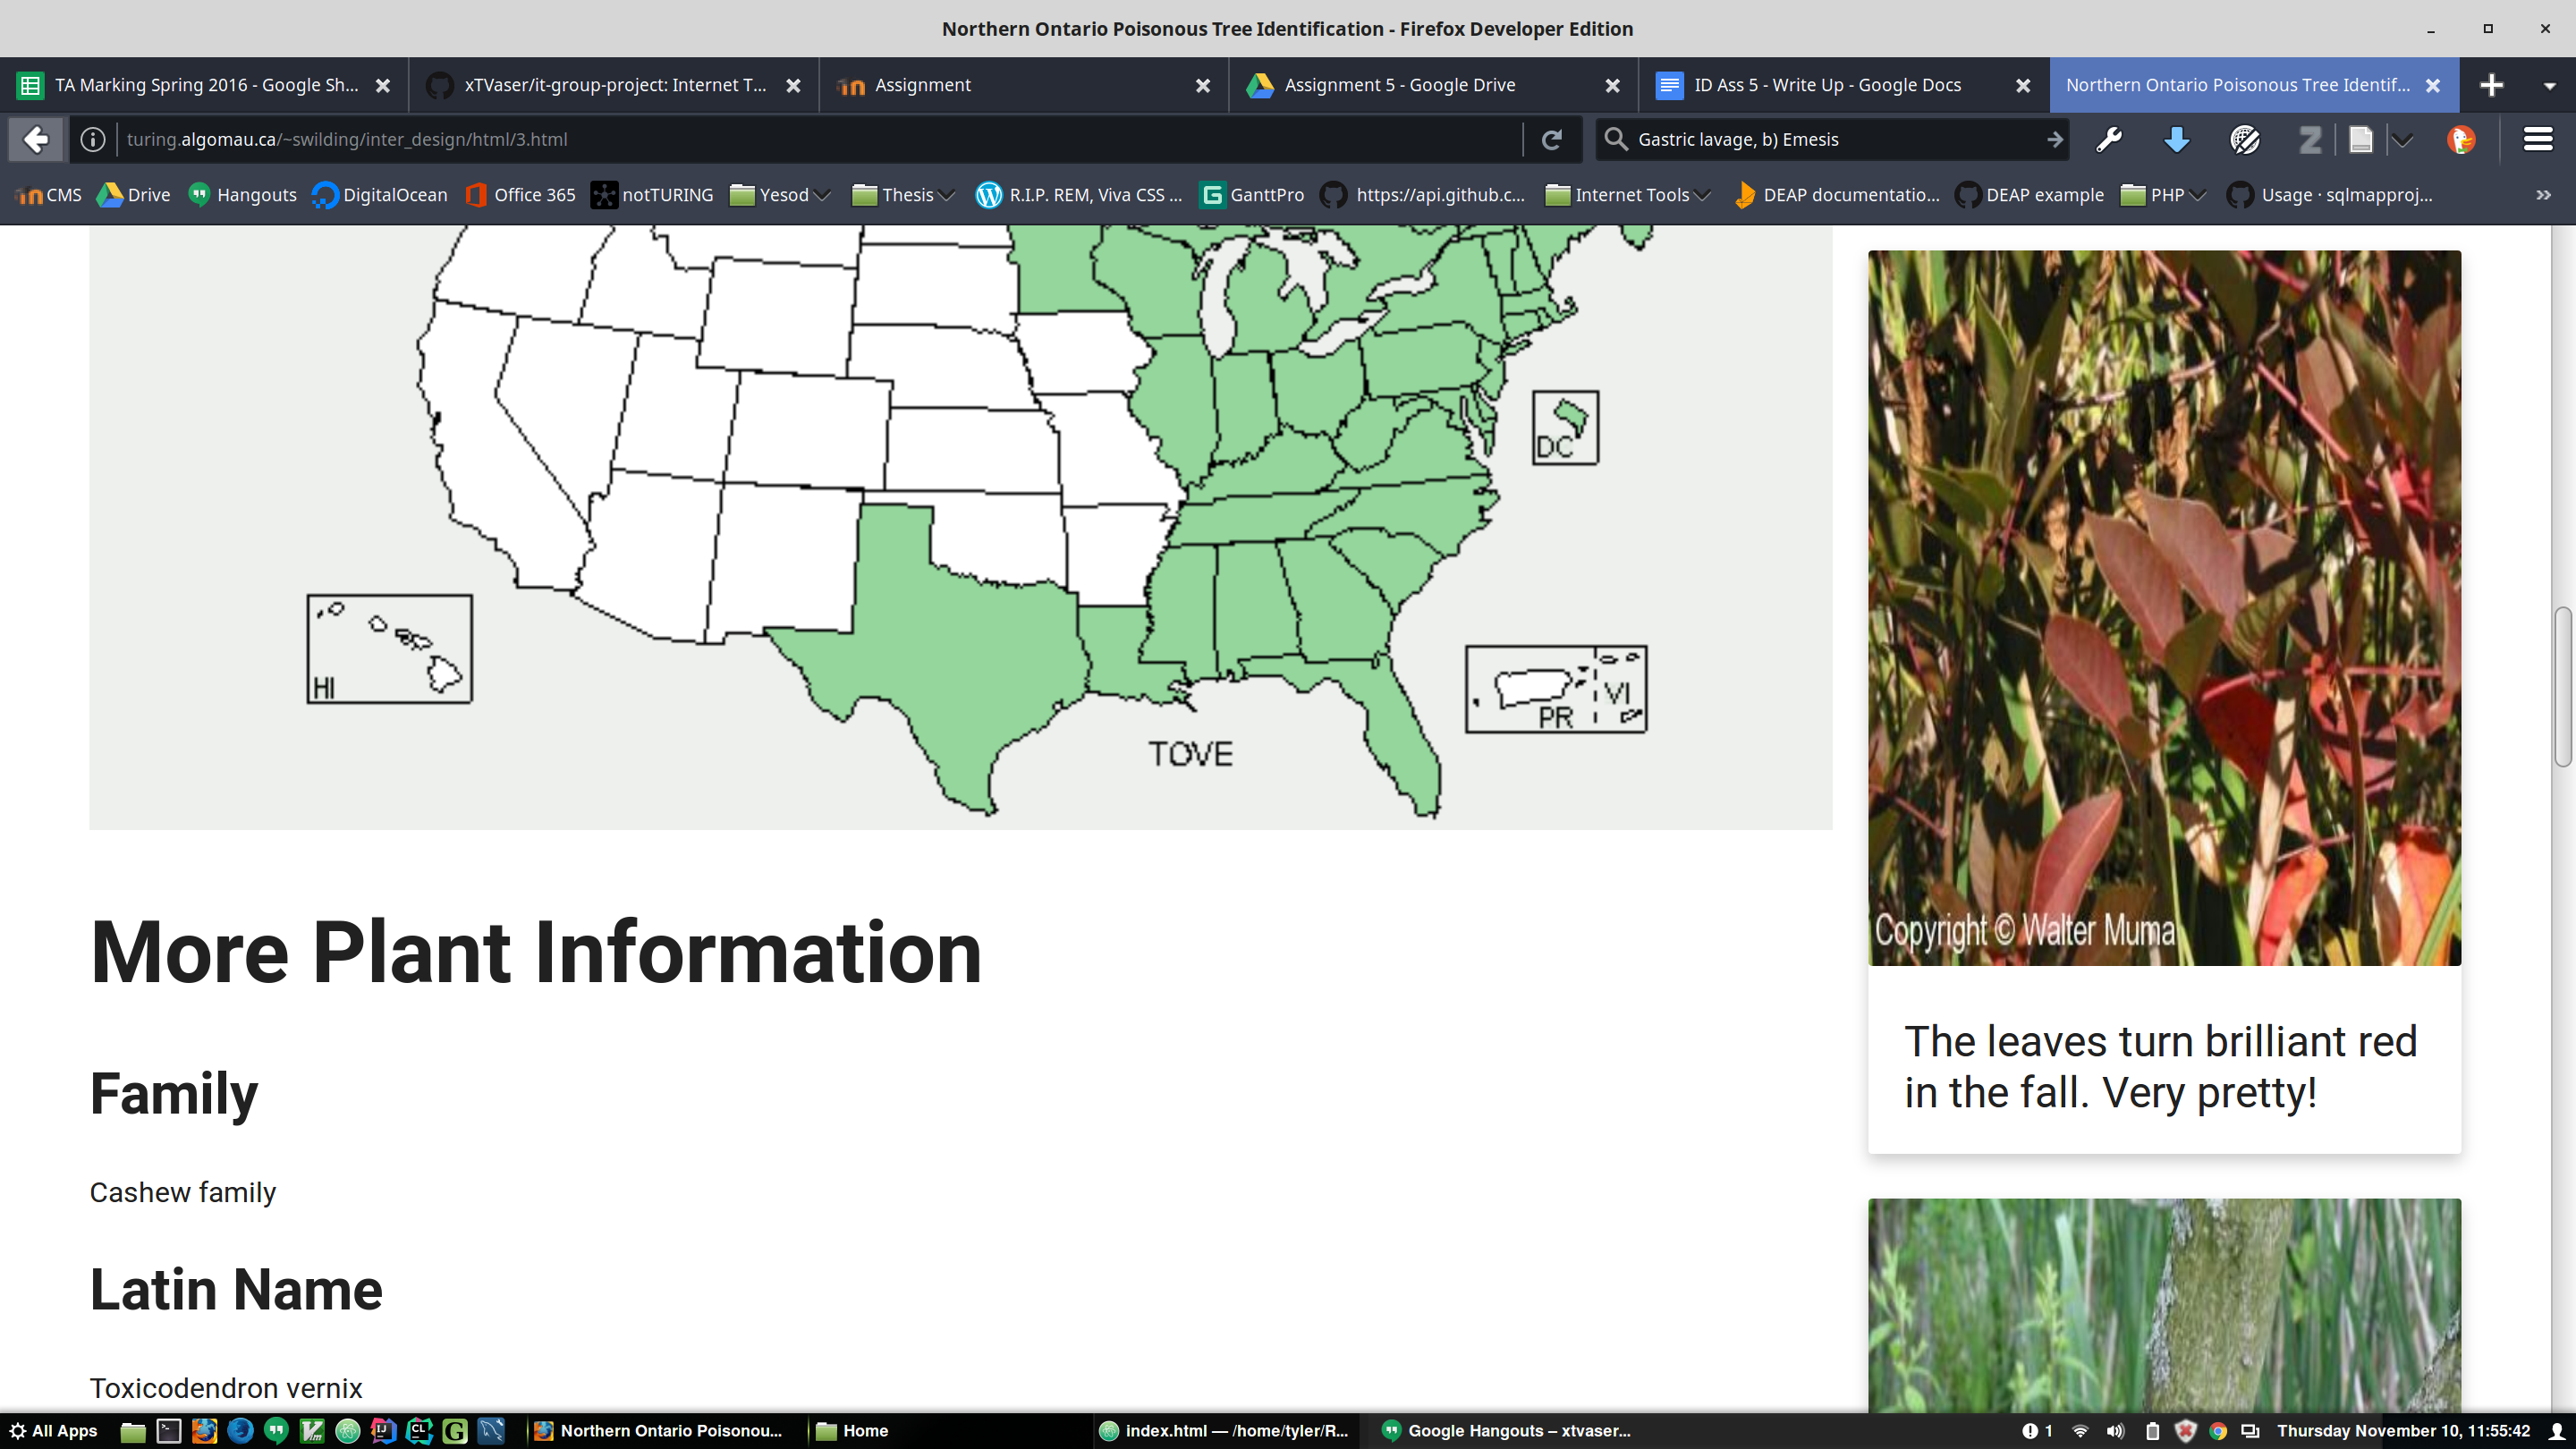 Northern Ontario Poisonous Tree Identification - Firefox Developer Edition
TA Marking Spring 2016 - Google Sh...
xTVaser/it-group-project: Internet T...
Assignment
Assignment 5 - Google Drive
ID Ass 5 - Write Up - Google Docs
Northern Ontario Poisonous Tree Identif...
turing.algomau.ca/~swilding/inter_design/html/3.html
Gastric lavage, b) Emesis
CMS
Drive
Hangouts
DigitalOcean
Office 365
notTURING
Yesod
Thesis
R.I.P. REM, Viva CSS ...
GanttPro
https://api.github.c...
Internet Tools
DEAP documentatio...
DEAP example
PHP
Usage · sqlmapproj...
DC
HI
PR
VI
TOVE
Copyright © Walter Muma
The leaves turn brilliant red
in the fall. Very pretty!
More Plant Information
Family
Cashew family
Latin Name
Toxicodendron vernix
All Apps
Northern Ontario Poisonou...
Home
index.html — /home/tyler/R...
Google Hangouts – xtvaser...
1
Thursday November 10, 11:55:42